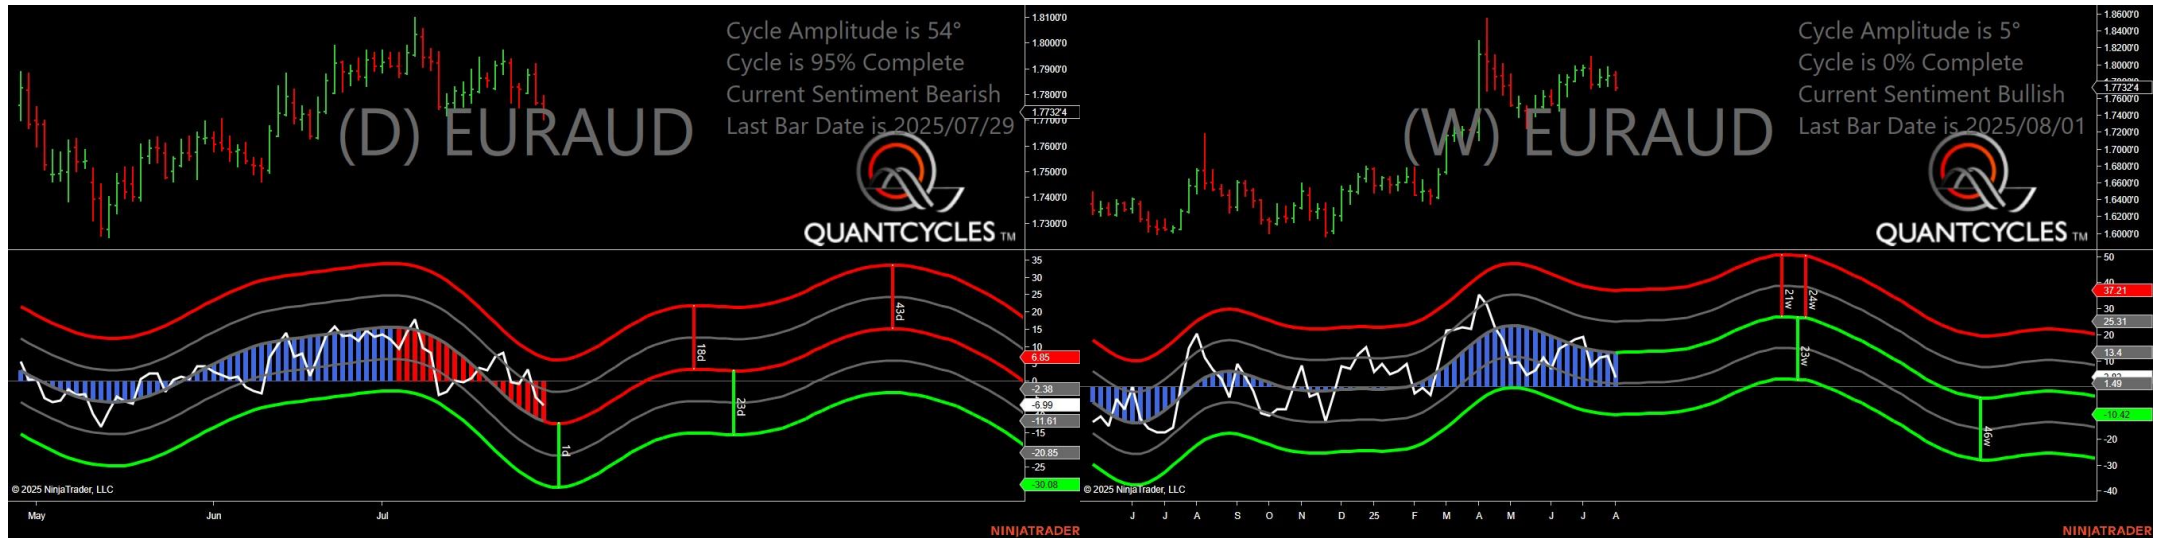 Cycle Amplitude is 54°
Cycle is 95% Complete
Current Sentiment Bearish
Last Bar Date is 2025/07/29
(D) EURAUD
QUANTCYCLES TM
1.8100'0
1.8000'0
1.7900'0
1.7800'0
1.7732'4
1.7700'0
1.7600'0
1.7500'0
1.7400'0
1.7300'0
35
30
25
20
15
10
6.85
5
0
-2.38
-6.99
-11.61
-15
-20.85
-25
-30.08
18d
43d
23d
1d
© 2025 NinjaTrader, LLC
May
Jun
Jul
NINJATRADER
Cycle Amplitude is 5°
Cycle is 0% Complete
Current Sentiment Bullish
Last Bar Date is 2025/08/01
(W) EURAUD
QUANTCYCLES TM
1.8600'0
1.8400'0
1.8200'0
1.8000'0
1.7732'4
1.7600'0
1.7400'0
1.7200'0
1.7000'0
1.6800'0
1.6600'0
1.6400'0
1.6200'0
1.6000'0
50
37.21
30
25.31
20
13.4
10
1.49
-10.42
-20
-30
-40
21w
24w
23w
46w
© 2025 NinjaTrader, LLC
J
J
A
S
O
N
D
25
F
M
A
M
J
J
A
NINJATRADER